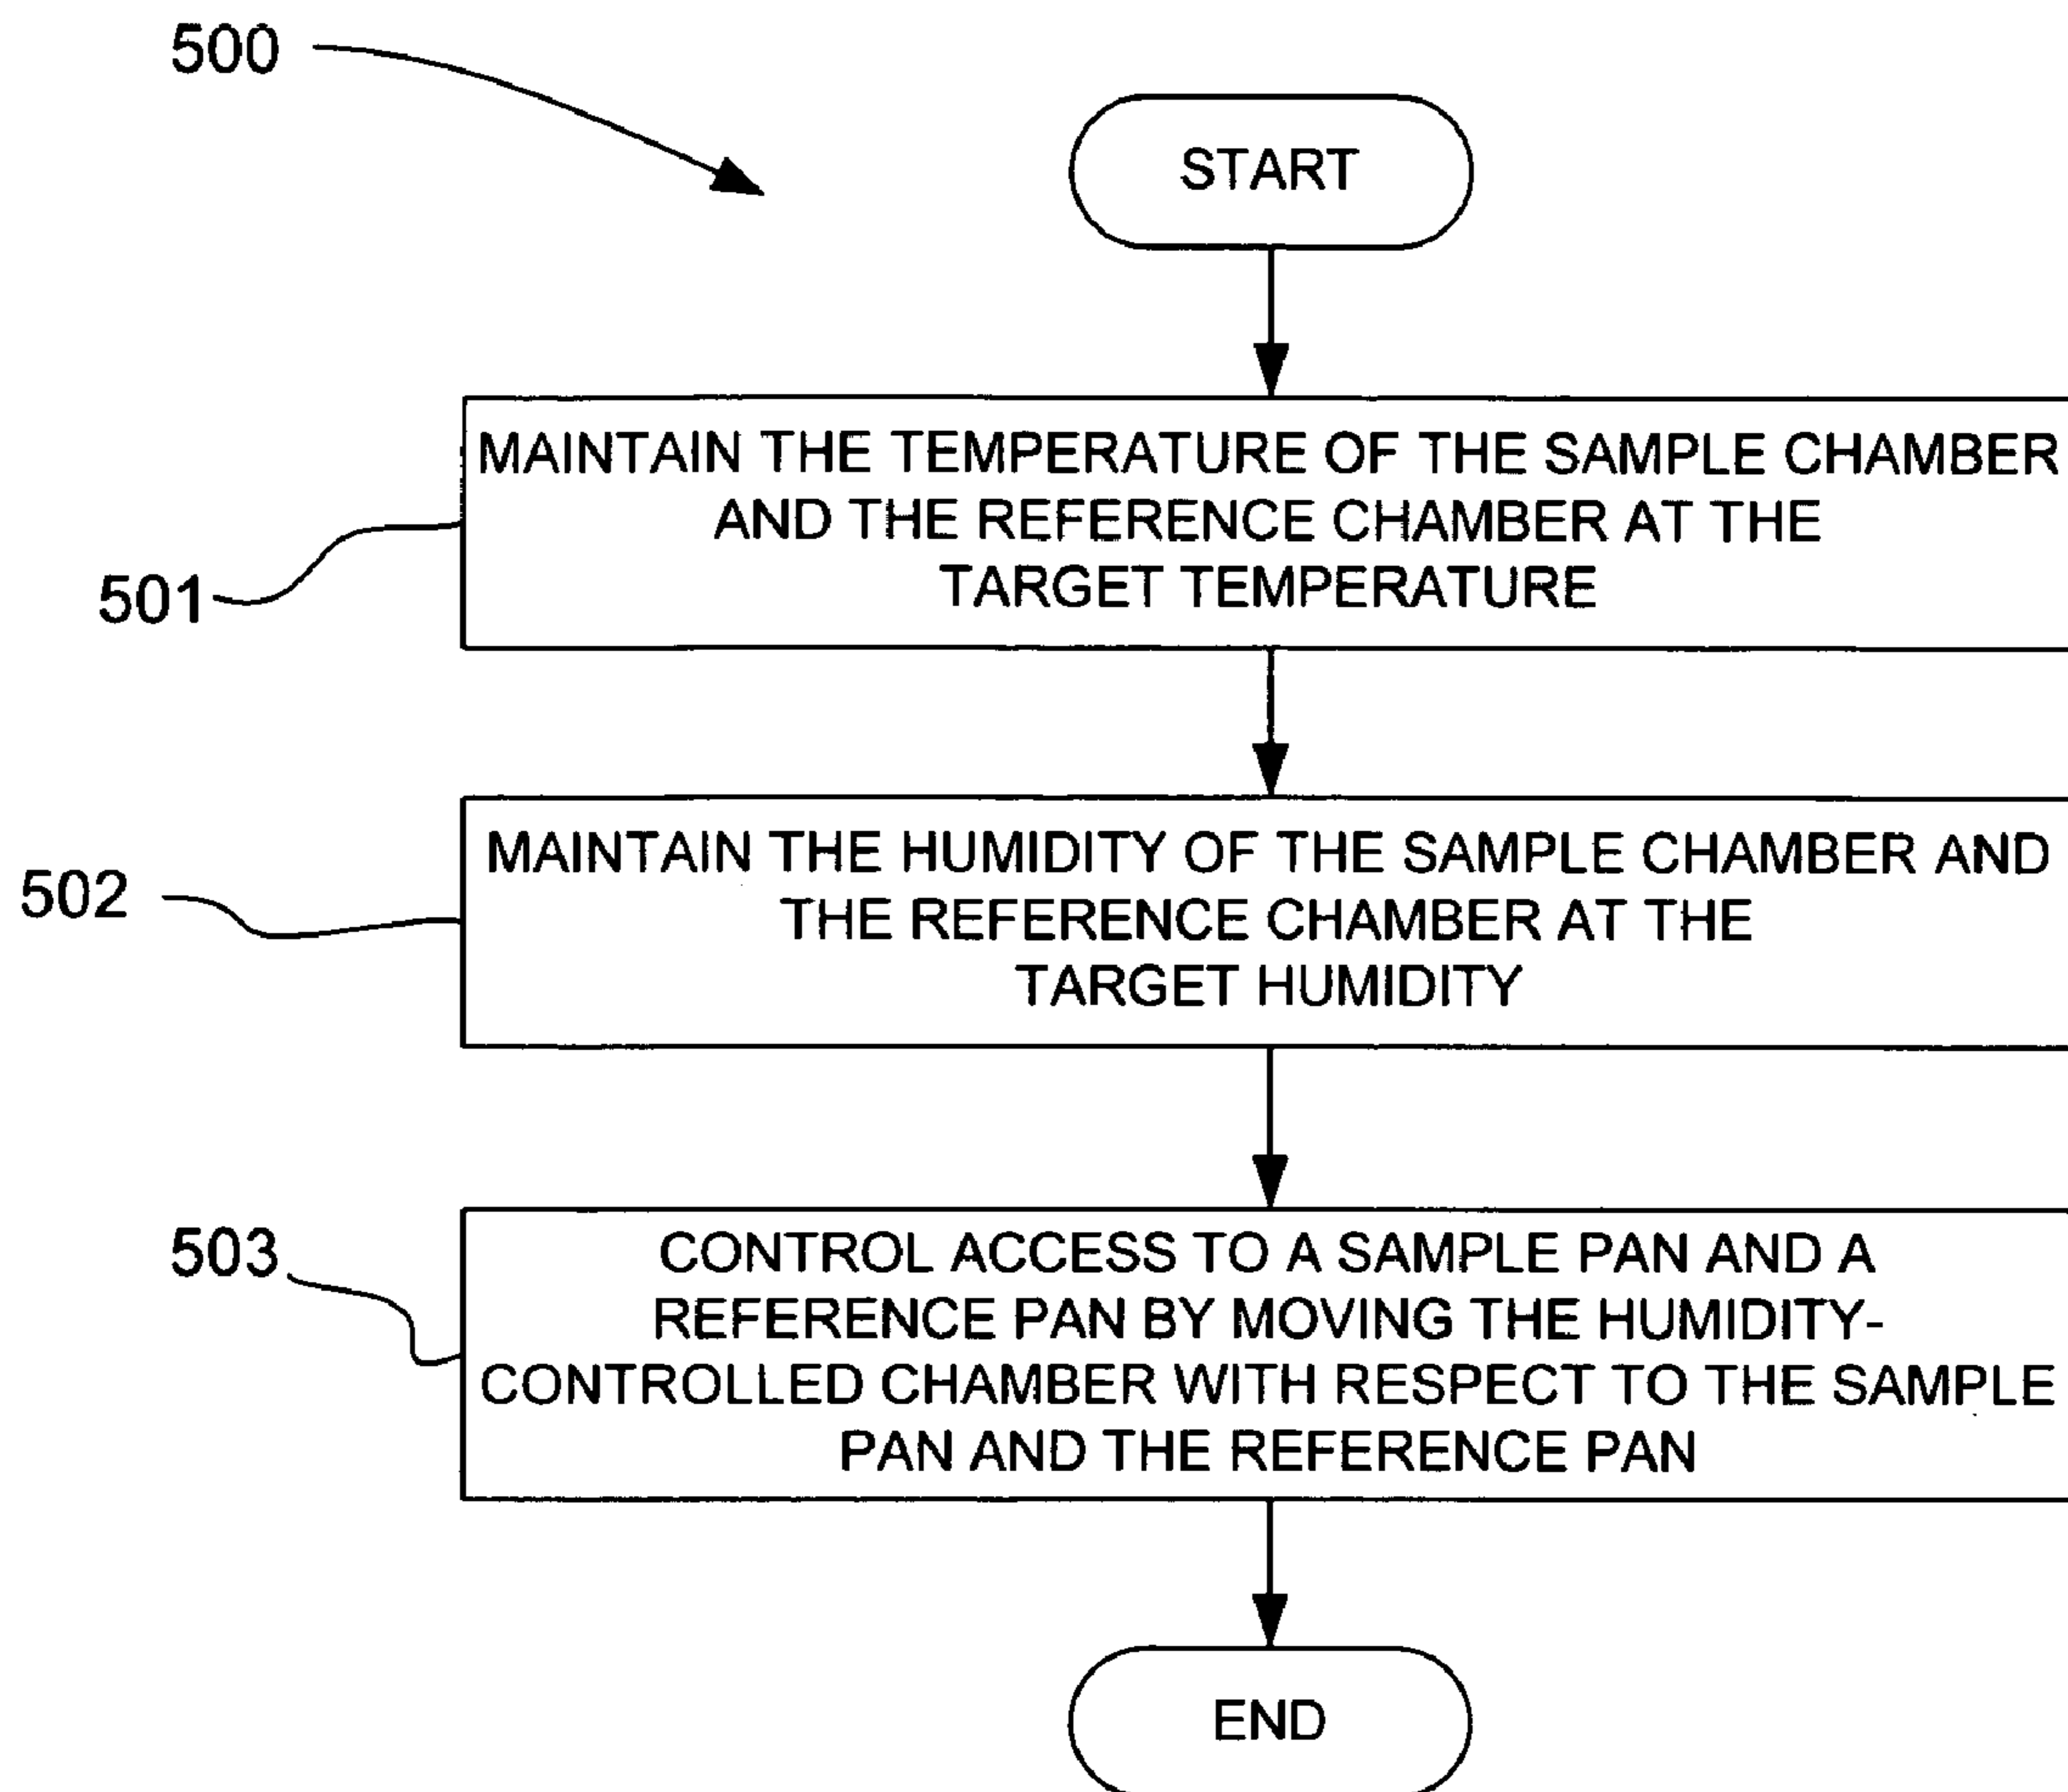 500
START
MAINTAIN THE TEMPERATURE OF THE SAMPLE CHAMBER
AND THE REFERENCE CHAMBER AT THE
TARGET TEMPERATURE
501
MAINTAIN THE HUMIDITY OF THE SAMPLE CHAMBER AND
THE REFERENCE CHAMBER AT THE
TARGET HUMIDITY
502
CONTROL ACCESS TO A SAMPLE PAN AND A
REFERENCE PAN BY MOVING THE HUMIDITY-
CONTROLLED CHAMBER WITH RESPECT TO THE SAMPLE
PAN AND THE REFERENCE PAN
503
END